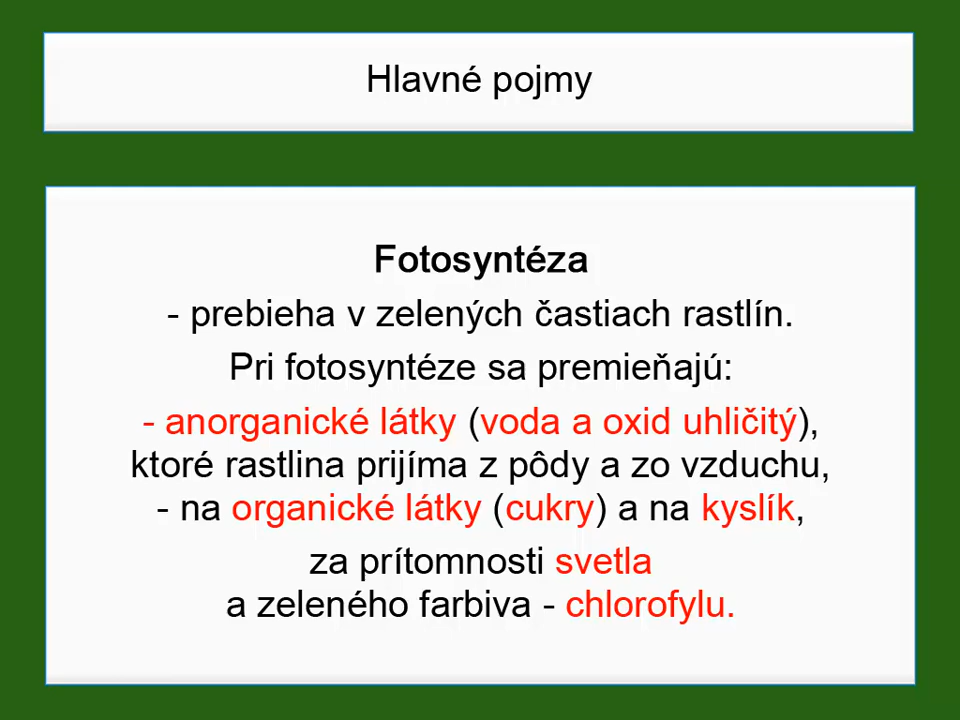 Hlavné pojmy
Fotosyntéza
- prebieha v zelených častiach rastlín.
Pri fotosyntéze sa premieňajú:
- anorganické látky (voda a oxid uhličitý),
ktoré rastlina prijíma z pôdy a zo vzduchu,
- na organické látky (cukry) a na kyslík,
za prítomnosti svetla
a zeleného farbiva - chlorofylu.